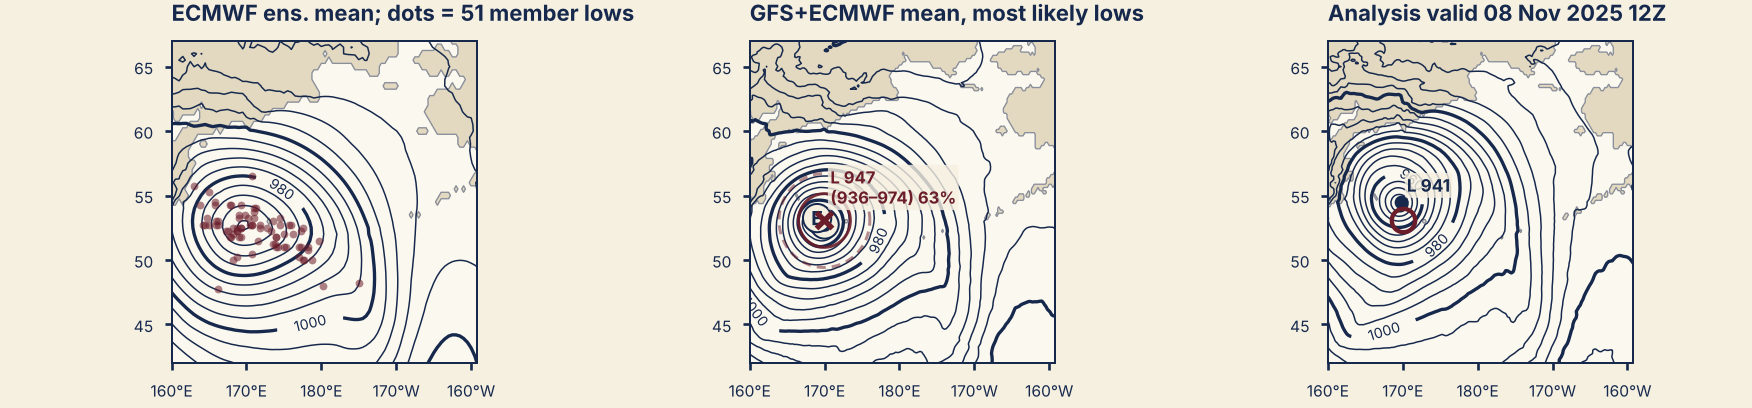 ECMWF ens. mean; dots = 51 member lows
65
60
55
50
45
160°E 170°E 180°E 170°W 160°W
980
1000
GFS+ECMWF mean, most likely lows
65
60
55
50
45
160°E 170°E 180°E 170°W 160°W
L 947
(936–974) 63%
980
Analysis valid 08 Nov 2025 12Z
65
60
55
50
45
160°E 170°E 180°E 170°W 160°W
L 941
980
1000